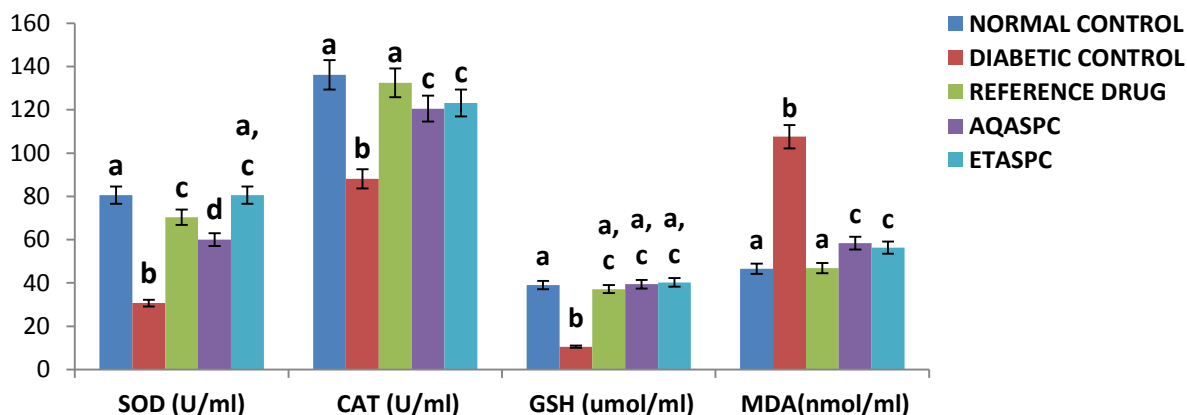 160
140
120
100
80
60
40
20
0
a
b
c
d
a,
c
a
b
a
c
c
a
b
a,
c
a,
c
a,
c
a
b
a
c
c
SOD (U/ml)
CAT (U/ml)
GSH (umol/ml)
MDA(nmol/ml)
NORMAL CONTROL
DIABETIC CONTROL
REFERENCE DRUG
AQASPC
ETASPC